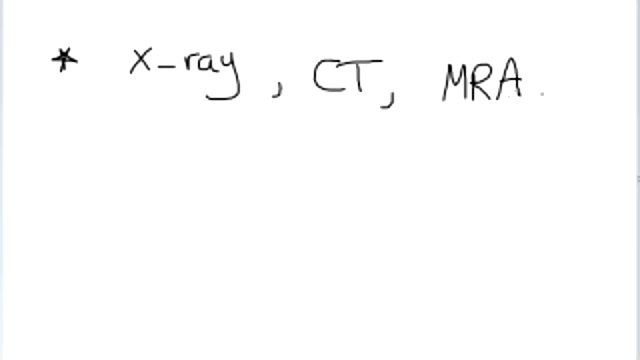 * X-ray, CT, MRA.